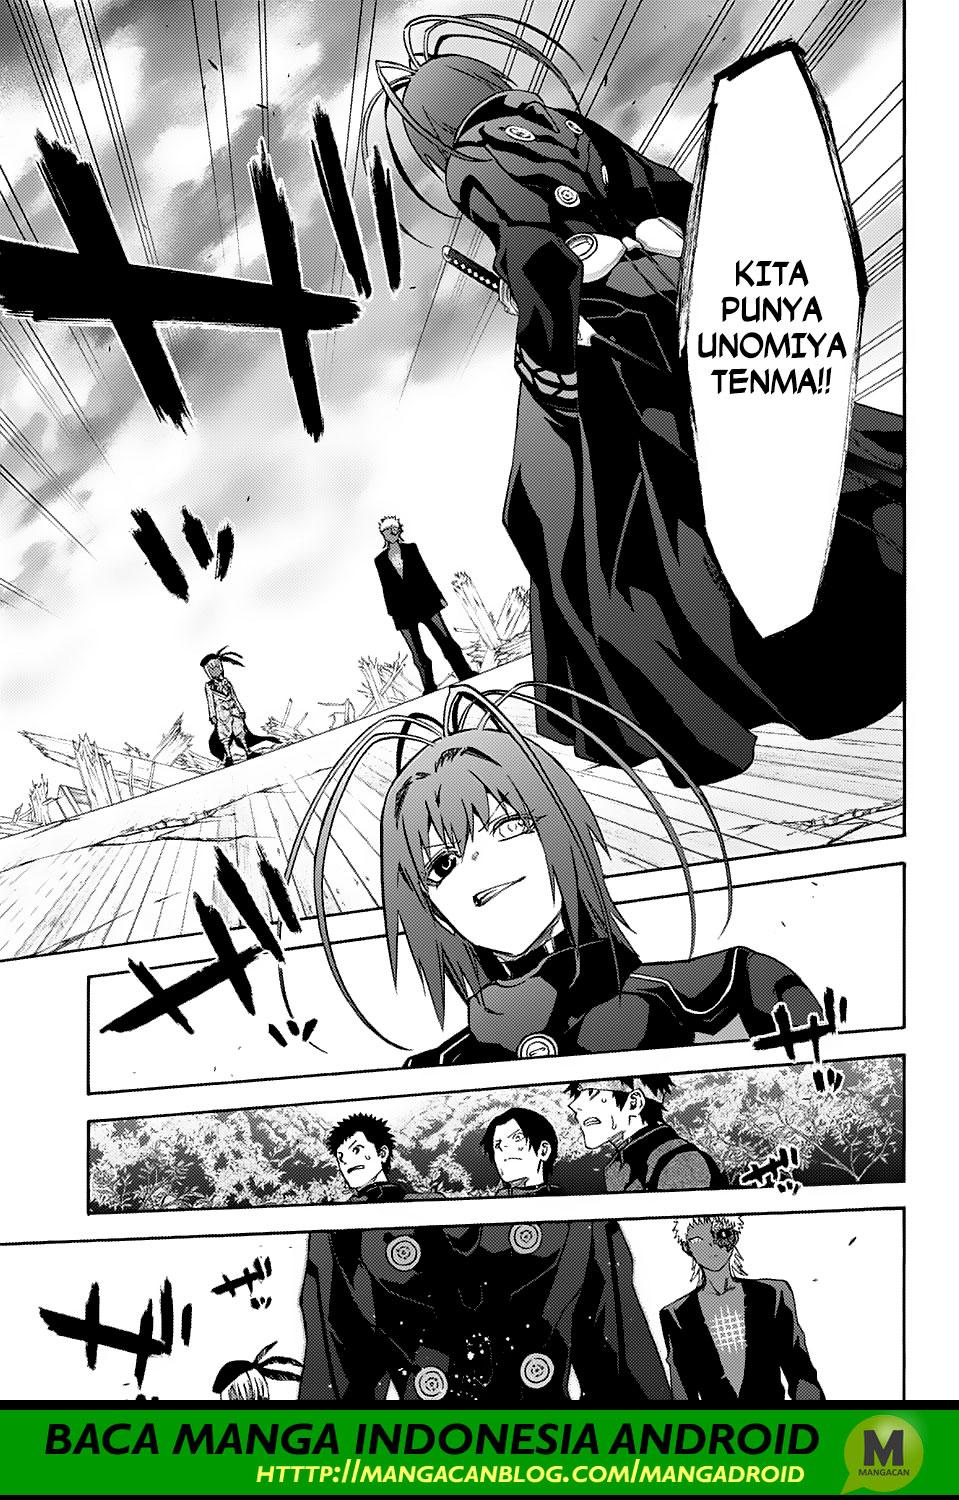 KITA
PUNYA
UNOMIYA
TENMA!!
BACA MANGA INDONESIA ANDROID
HTTTP://MANGACANBLOG.COM/MANGADROID
M
MANGACAN